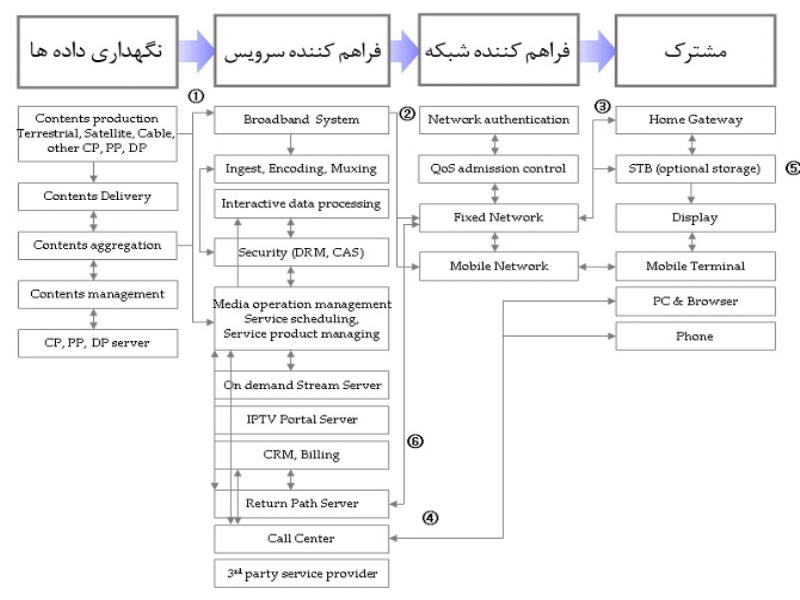 نگهداری داده ها
فراهم کننده سرویس
فراهم کننده شبکه
مشترک
①
Contents production
Terrestrial, Satellite, Cable,
other CP, PP, DP
Contents Delivery
Contents aggregation
Contents management
CP, PP, DP server
Broadband System
Ingest, Encoding, Muxing
Interactive data processing
Security (DRM, CAS)
Media operation management
Service scheduling,
Service product managing
On demand Stream Server
IPTV Portal Server
CRM, Billing
Return Path Server
Call Center
3rd party service provider
②
Network authentication
QoS admission control
Fixed Network
Mobile Network
⑥
④
③
Home Gateway
STB (optional storage)
⑤
Display
Mobile Terminal
PC & Browser
Phone